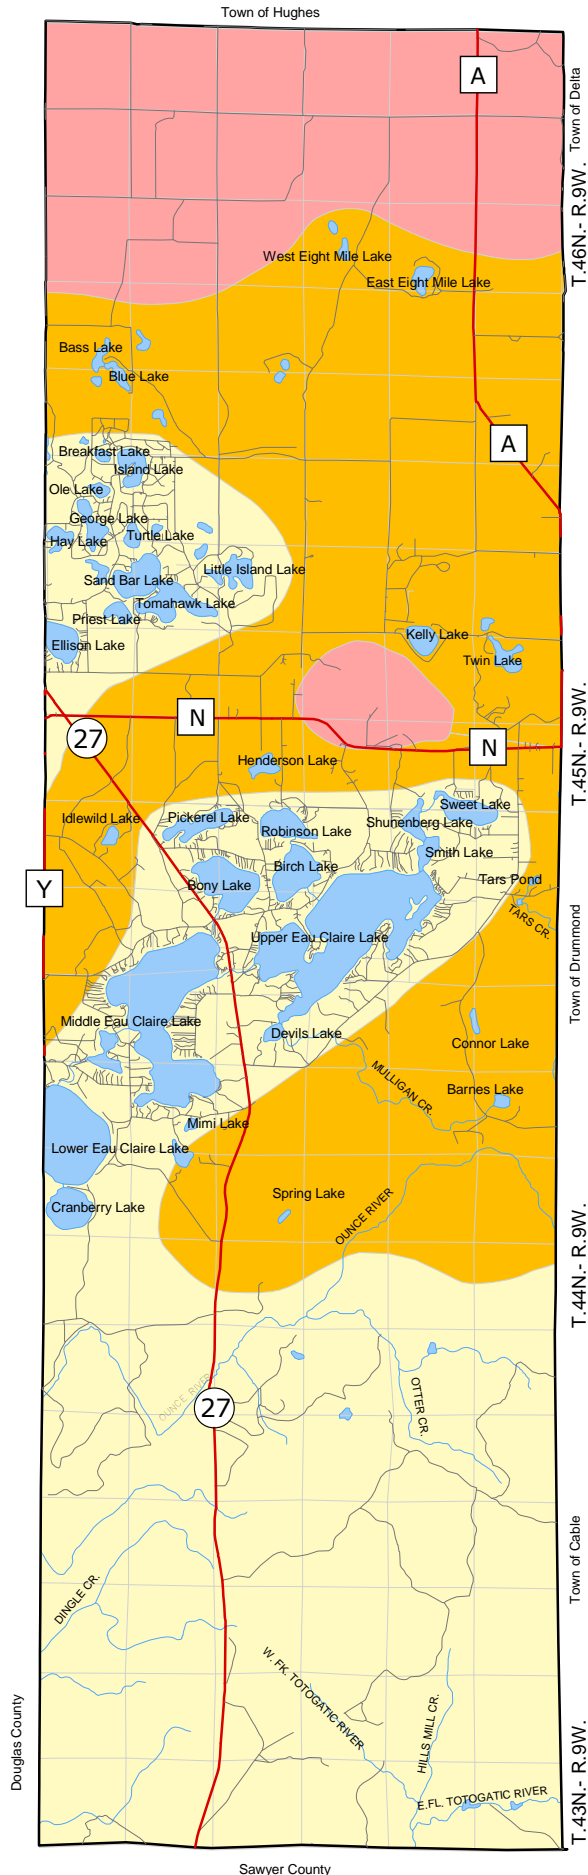 Town of Hughes
A
Town of Delta
T.46N.- R.9W.
West Eight Mile Lake
East Eight Mile Lake
Bass Lake
Blue Lake
A
Breakfast Lake
Island Lake
Ole Lake
George Lake
Turtle Lake
Hay Lake
Little Island Lake
Sand Bar Lake
Tomahawk Lake
Priest Lake
Kelly Lake
Ellison Lake
Twin Lake
T.45N.- R.9W.
N
27
N
Henderson Lake
Sweet Lake
Idlewild Lake
Pickerel Lake
Shunenberg Lake
Robinson Lake
Smith Lake
Birch Lake
Tars Pond
Bony Lake
Y
TARS CR.
Upper Eau Claire Lake
Town of Drummond
Middle Eau Claire Lake
Devils Lake
Connor Lake
MULLIGAN CR.
Barnes Lake
Mimi Lake
Lower Eau Claire Lake
Spring Lake
Cranberry Lake
OUNCE RIVER
T.44N.- R.9W.
OUNCE RIVER
27
OTTER CR.
Town of Cable
DINGLE CR.
W. FK. TOTOGATIC RIVER
HILLS MILL CR.
Douglas County
E.FL. TOTOGATIC RIVER
T.43N.- R.9W.
Sawyer County